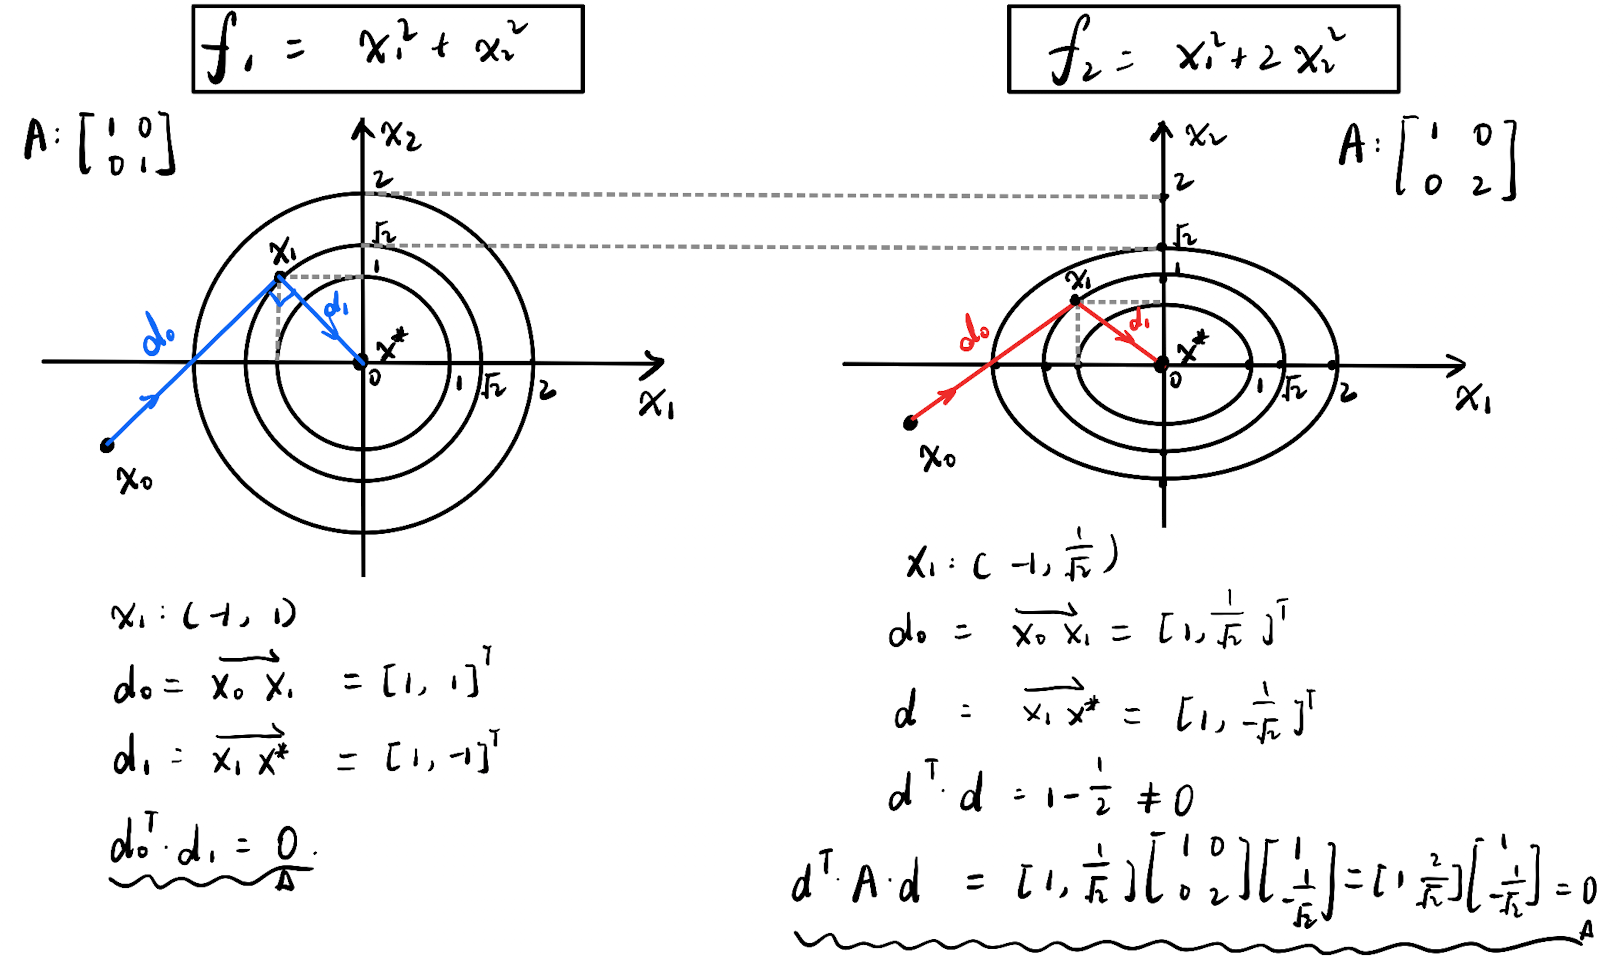 f₁ = x₁² + x₂²
A: [1 0; 0 1]
x₂
2
√2
x₁
1
d₀
d₁
x*
0
1
√2
2
x₁
x₀
x₁: (-1, 1)
d₀ = x₀x₁ = [1, 1]ᵀ
d₁ = x₁x* = [1, -1]ᵀ
d₀ᵀ · d₁ = 0.
f₂ = x₁² + 2x₂²
A: [1 0; 0 2]
x₂
2
√2
1
x₁
d₀
d₁
x*
0
1
√2
2
x₁
x₀
x₁: (-1, 1/√2)
d₀ = x₀x₁ = [1, 1/√2]ᵀ
d = x₁x* = [1, 1/-√2]ᵀ
dᵀ · d = 1 - 1/2 ≠ 0
dᵀ · A · d = [1, 1/√2][1 0; 0 2][1; 1/-√2] = [1 2/√2][1; 1/-√2] = 0